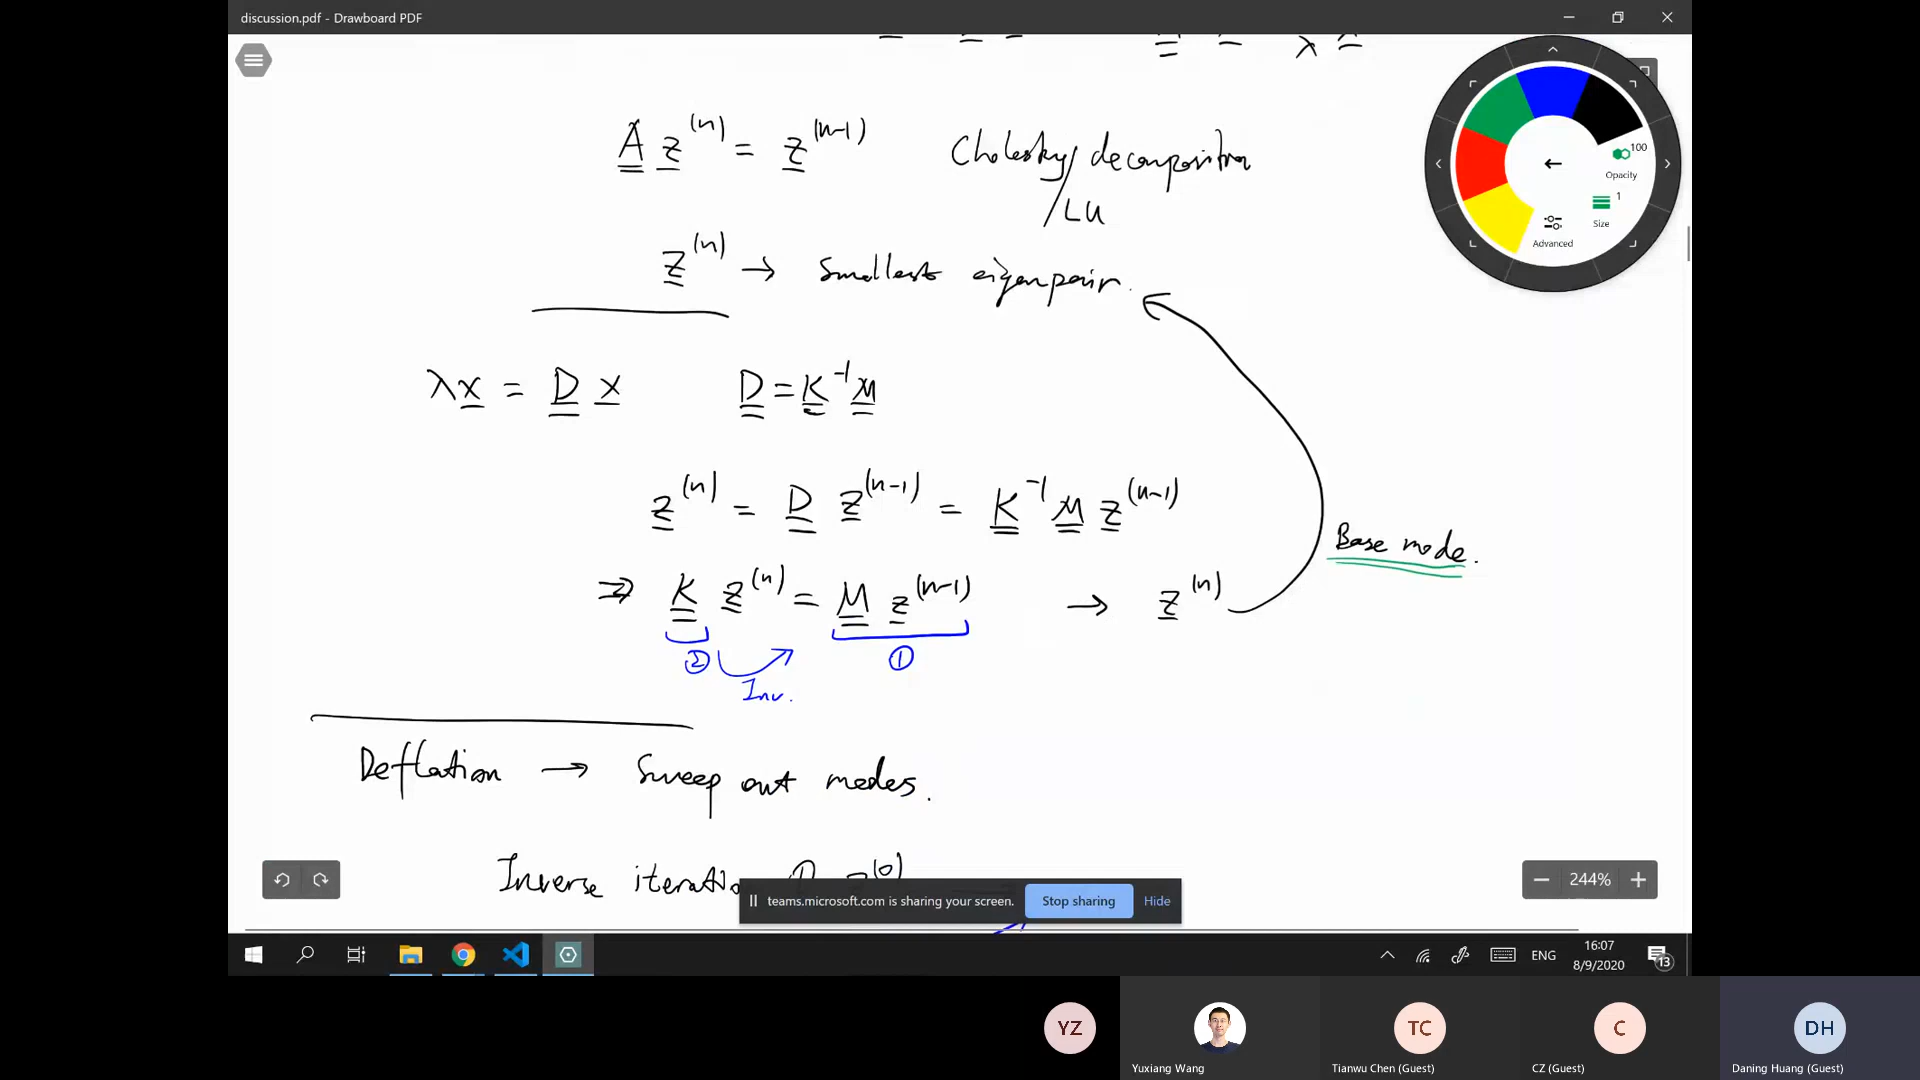 discussion.pdf - Drawboard PDF
A z^(n) = z^(n-1) Cholesky decomposition
/LU
z^(n) → Smallest eigenpair.
λx = D x D = K^-1 M
z^(n) = D z^(n-1) = K^-1 M z^(n-1)
Base mode.
⇒ K z^(n) = M z^(n-1) → z^(n)
② ①
Inv.
Deflation → Sweep out modes.
Inverse iteratio z^(0)
100
Opacity
1
Size
Advanced
244%
teams.microsoft.com is sharing your screen. Stop sharing Hide
ENG
16:07
8/9/2020
13
YZ
TC
C
DH
Yuxiang Wang
Tianwu Chen (Guest)
CZ (Guest)
Daning Huang (Guest)